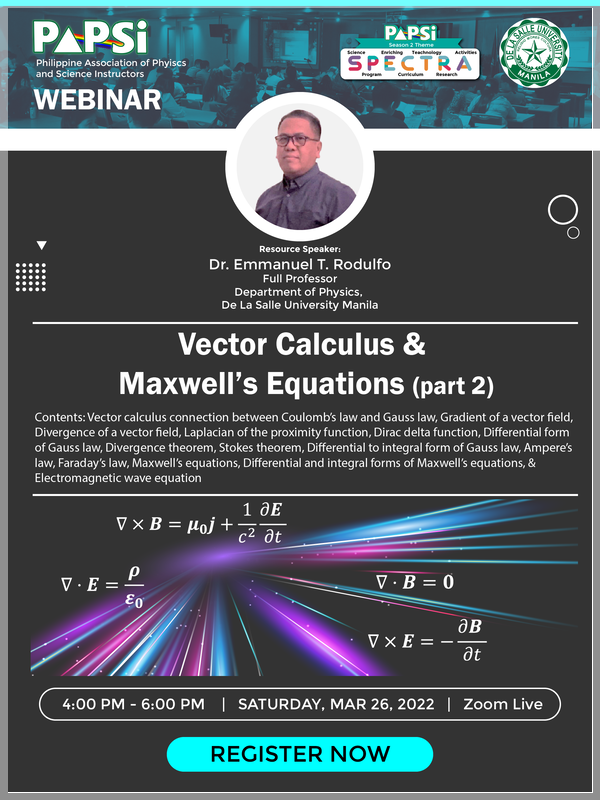 PAPSi
Philippine Association of Phyiscs
and Science Instructors
WEBINAR
PAPSi
Season 2 Theme
Science Enriching Teachnology Activities
SPECTRA
Program Curriculum Research
DE LA SALLE UNIVERSITY
MANILA
Resource Speaker:
Dr. Emmanuel T. Rodulfo
Full Professor
Department of Physics,
De La Salle University Manila
Vector Calculus &
Maxwell's Equations (part 2)
Contents: Vector calculus connection between Coulomb's law and Gauss law, Gradient of a vector field,
Divergence of a vector field, Laplacian of the proximity function, Dirac delta function, Differential form
of Gauss law, Divergence theorem, Stokes theorem, Differential to integral form of Gauss law, Ampere's
law, Faraday's law, Maxwell's equations, Differential and integral forms of Maxwell's equations, &
Electromagnetic wave equation
∇ × B = μ₀j + 1/c² ∂E/∂t
∇ · E = ρ/ε₀
∇ · B = 0
∇ × E = −∂B/∂t
4:00 PM - 6:00 PM | SATURDAY, MAR 26, 2022 | Zoom Live
REGISTER NOW